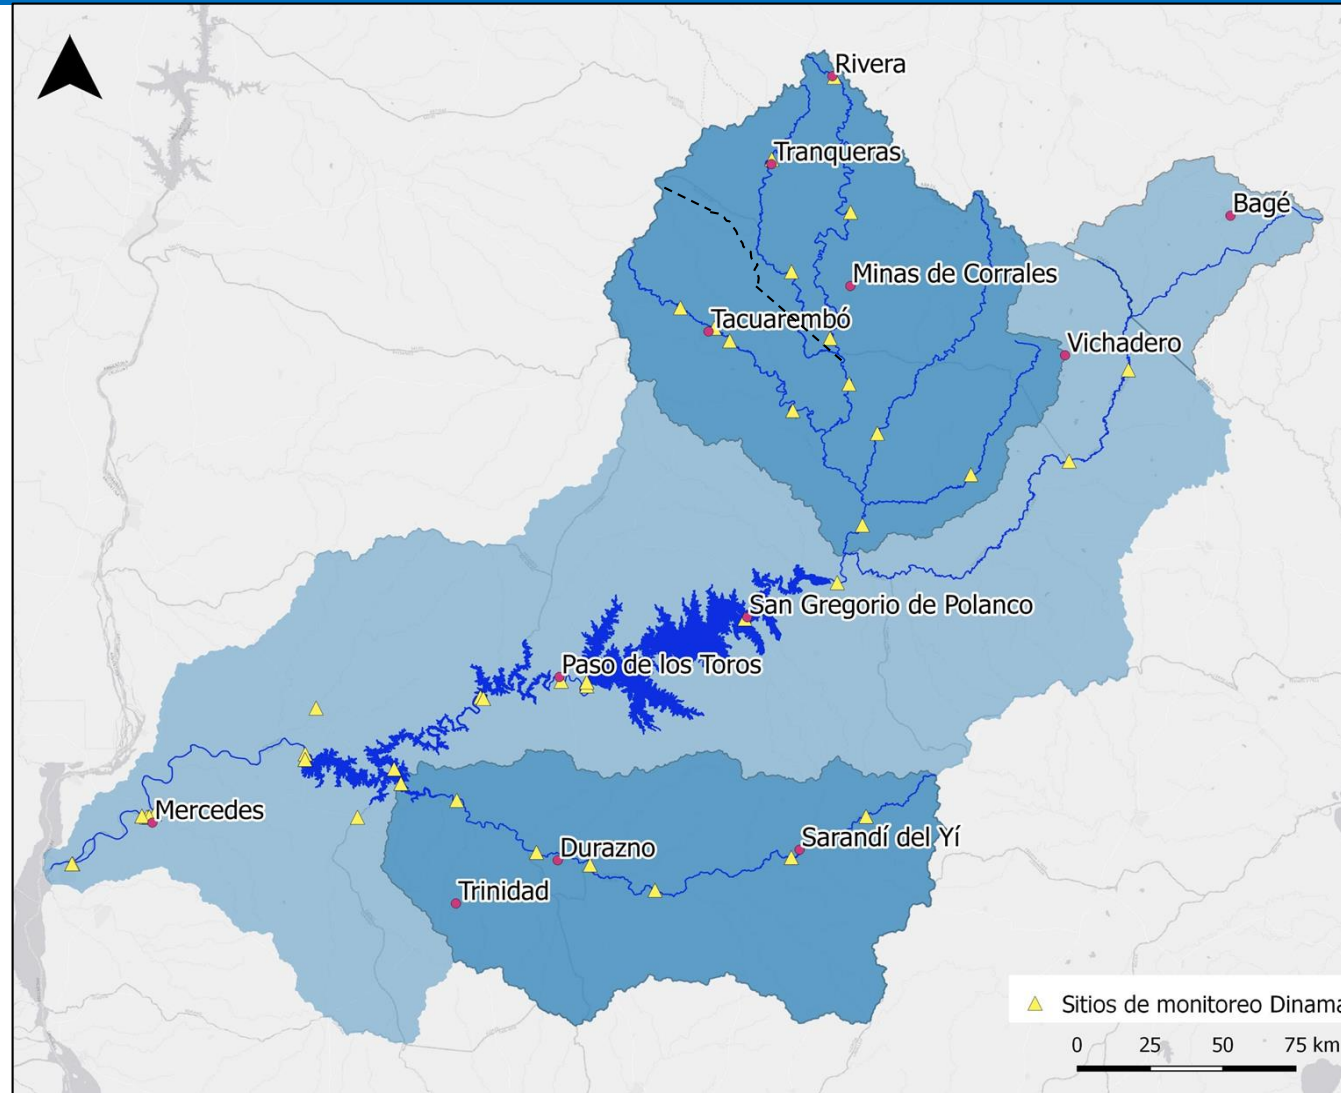 Rivera
Tranqueras
Bagé
Minas de Corrales
Tacuarembó
Vichadero
San Gregorio de Polanco
Paso de los Toros
Mercedes
Sarandí del Yí
Durazno
Trinidad
Sitios de monitoreo Dinama
0 25 50 75 km